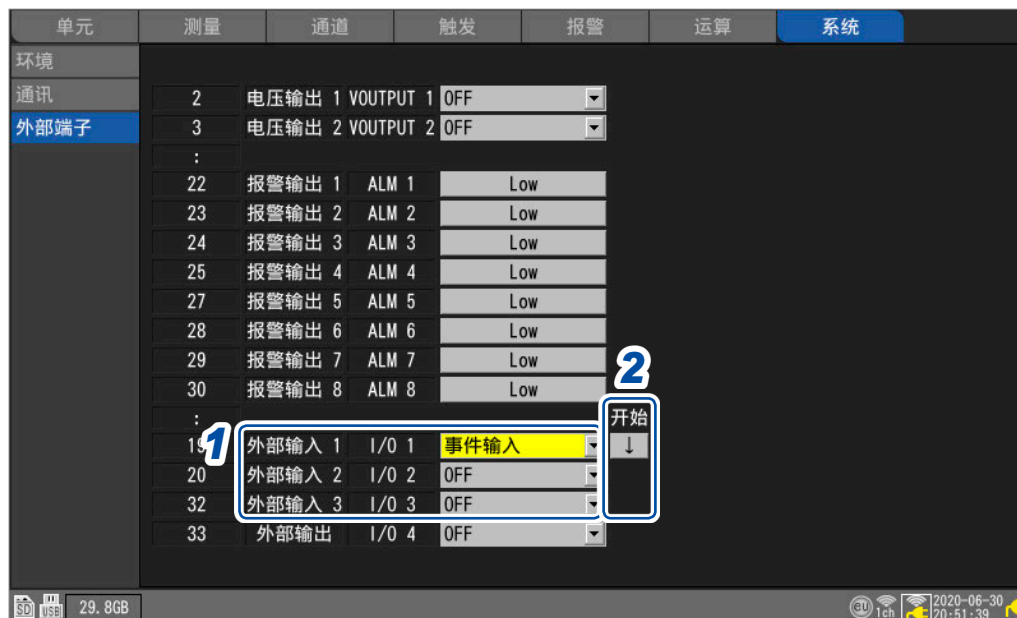 单元 测量 通道 触发 报警 运算 系统
环境
通讯
外部端子
2 电压输出 1 VOUTPUT 1 OFF
3 电压输出 2 VOUTPUT 2 OFF
:
22 报警输出 1 ALM 1 Low
23 报警输出 2 ALM 2 Low
24 报警输出 3 ALM 3 Low
25 报警输出 4 ALM 4 Low
27 报警输出 5 ALM 5 Low
28 报警输出 6 ALM 6 Low
29 报警输出 7 ALM 7 Low
2
30 报警输出 8 ALM 8 Low
: 开始
1
19 外部输入 1 I/O 1 事件输入 ↓
20 外部输入 2 I/O 2 OFF
32 外部输入 3 I/O 3 OFF
33 外部输出 I/O 4 OFF
SD USB 29.8GB EU 1ch 2020-06-30
20:51:39